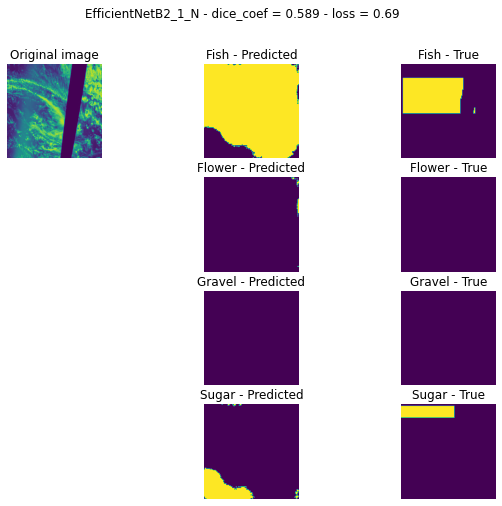 EfficientNetB2_1_N - dice_coef = 0.589 - loss = 0.69
Original image
Fish - Predicted
Fish - True
Flower - Predicted
Flower - True
Gravel - Predicted
Gravel - True
Sugar - Predicted
Sugar - True